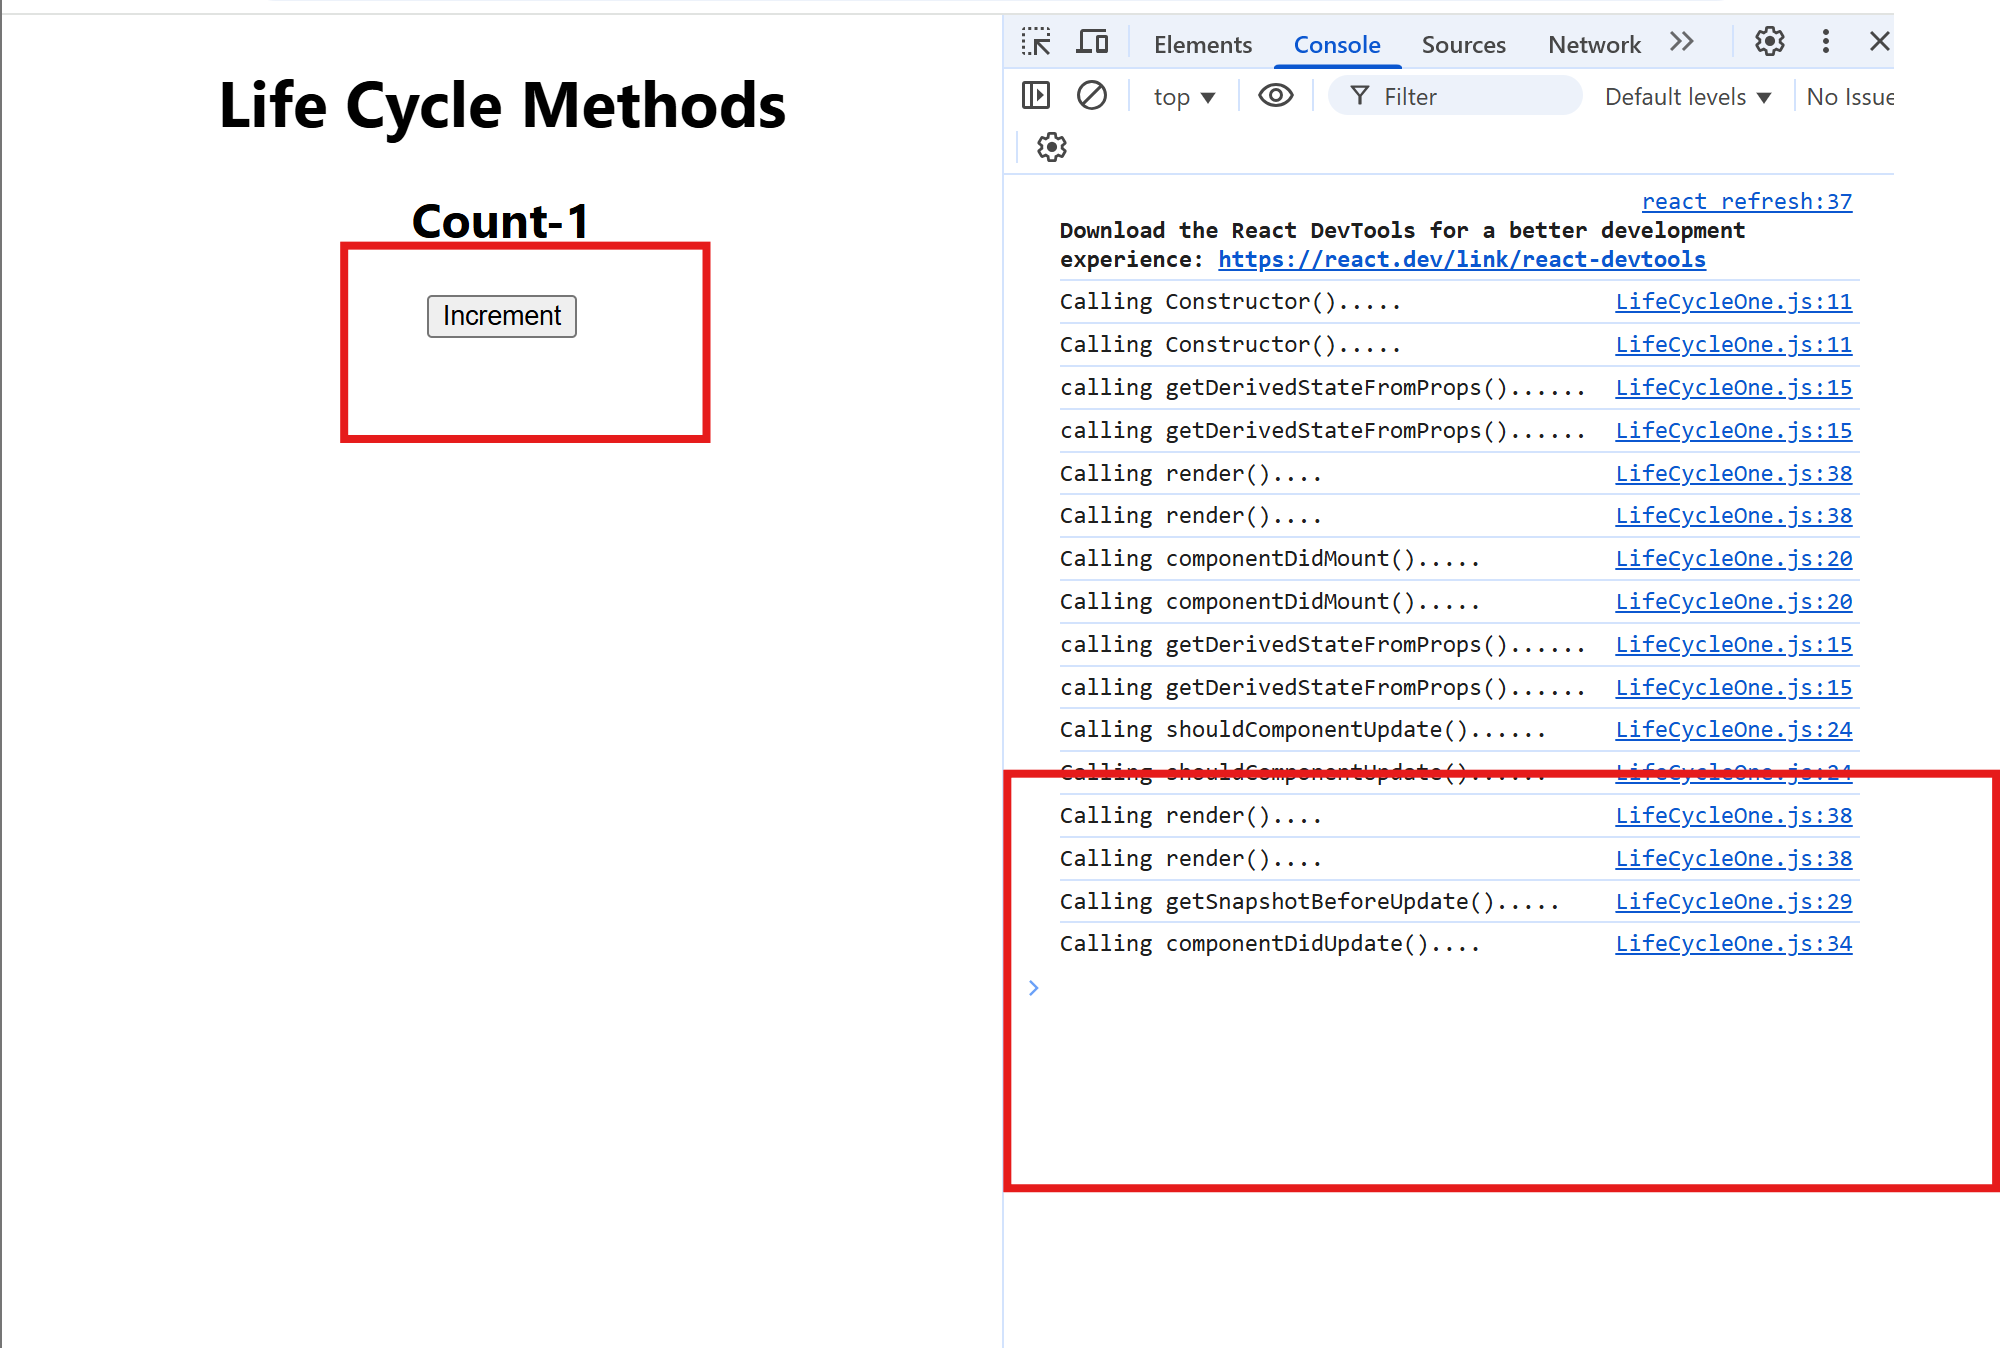 Life Cycle Methods
Count-1
Increment
Elements Console Sources Network
top Filter Default levels No Issue
react refresh:37
Download the React DevTools for a better development
experience: https://react.dev/link/react-devtools
Calling Constructor()..... LifeCycleOne.js:11
Calling Constructor()..... LifeCycleOne.js:11
calling getDerivedStateFromProps()...... LifeCycleOne.js:15
calling getDerivedStateFromProps()...... LifeCycleOne.js:15
Calling render().... LifeCycleOne.js:38
Calling render().... LifeCycleOne.js:38
Calling componentDidMount()..... LifeCycleOne.js:20
Calling componentDidMount()..... LifeCycleOne.js:20
calling getDerivedStateFromProps()...... LifeCycleOne.js:15
calling getDerivedStateFromProps()...... LifeCycleOne.js:15
Calling shouldComponentUpdate()...... LifeCycleOne.js:24
Calling shouldComponentUpdate()...... LifeCycleOne.js:24
Calling render().... LifeCycleOne.js:38
Calling render().... LifeCycleOne.js:38
Calling getSnapshotBeforeUpdate()..... LifeCycleOne.js:29
Calling componentDidUpdate().... LifeCycleOne.js:34